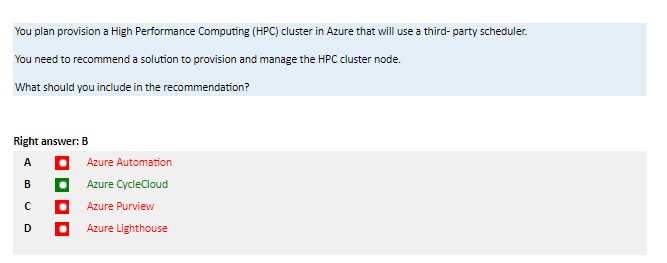 You plan provision a High Performance Computing (HPC) cluster in Azure that will use a third- party scheduler.
You need to recommend a solution to provision and manage the HPC cluster node.
What should you include in the recommendation?
Right answer: B
A Azure Automation
B Azure CycleCloud
C Azure Purview
D Azure Lighthouse